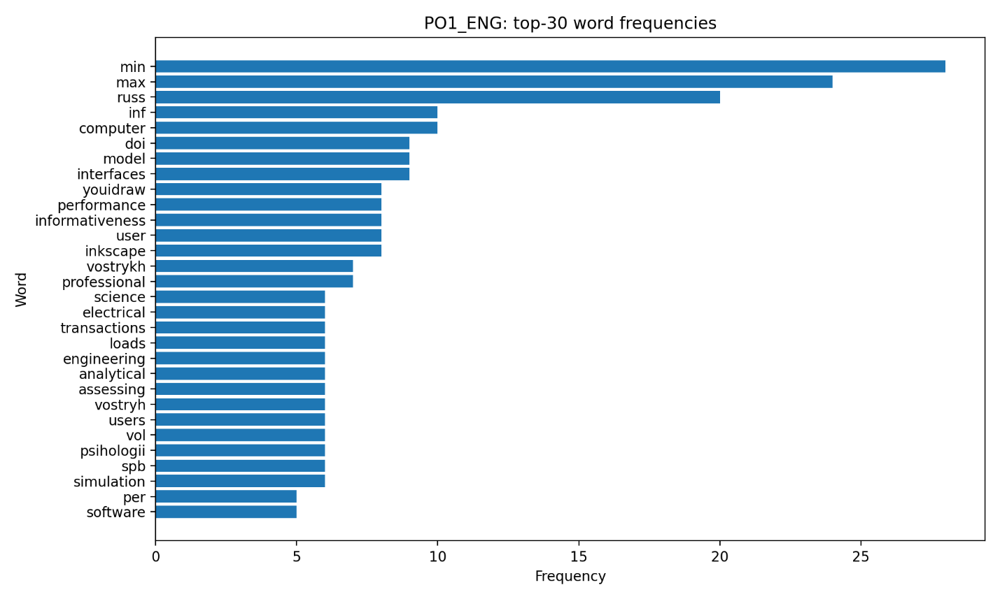 PO1_ENG: top-30 word frequencies
min
max
russ
inf
computer
doi
model
interfaces
youidraw
performance
informativeness
user
inkscape
vostrykh
professional
science
electrical
transactions
loads
engineering
analytical
assessing
vostryh
users
vol
psihologii
spb
simulation
per
software
Word
0 5 10 15 20 25
Frequency